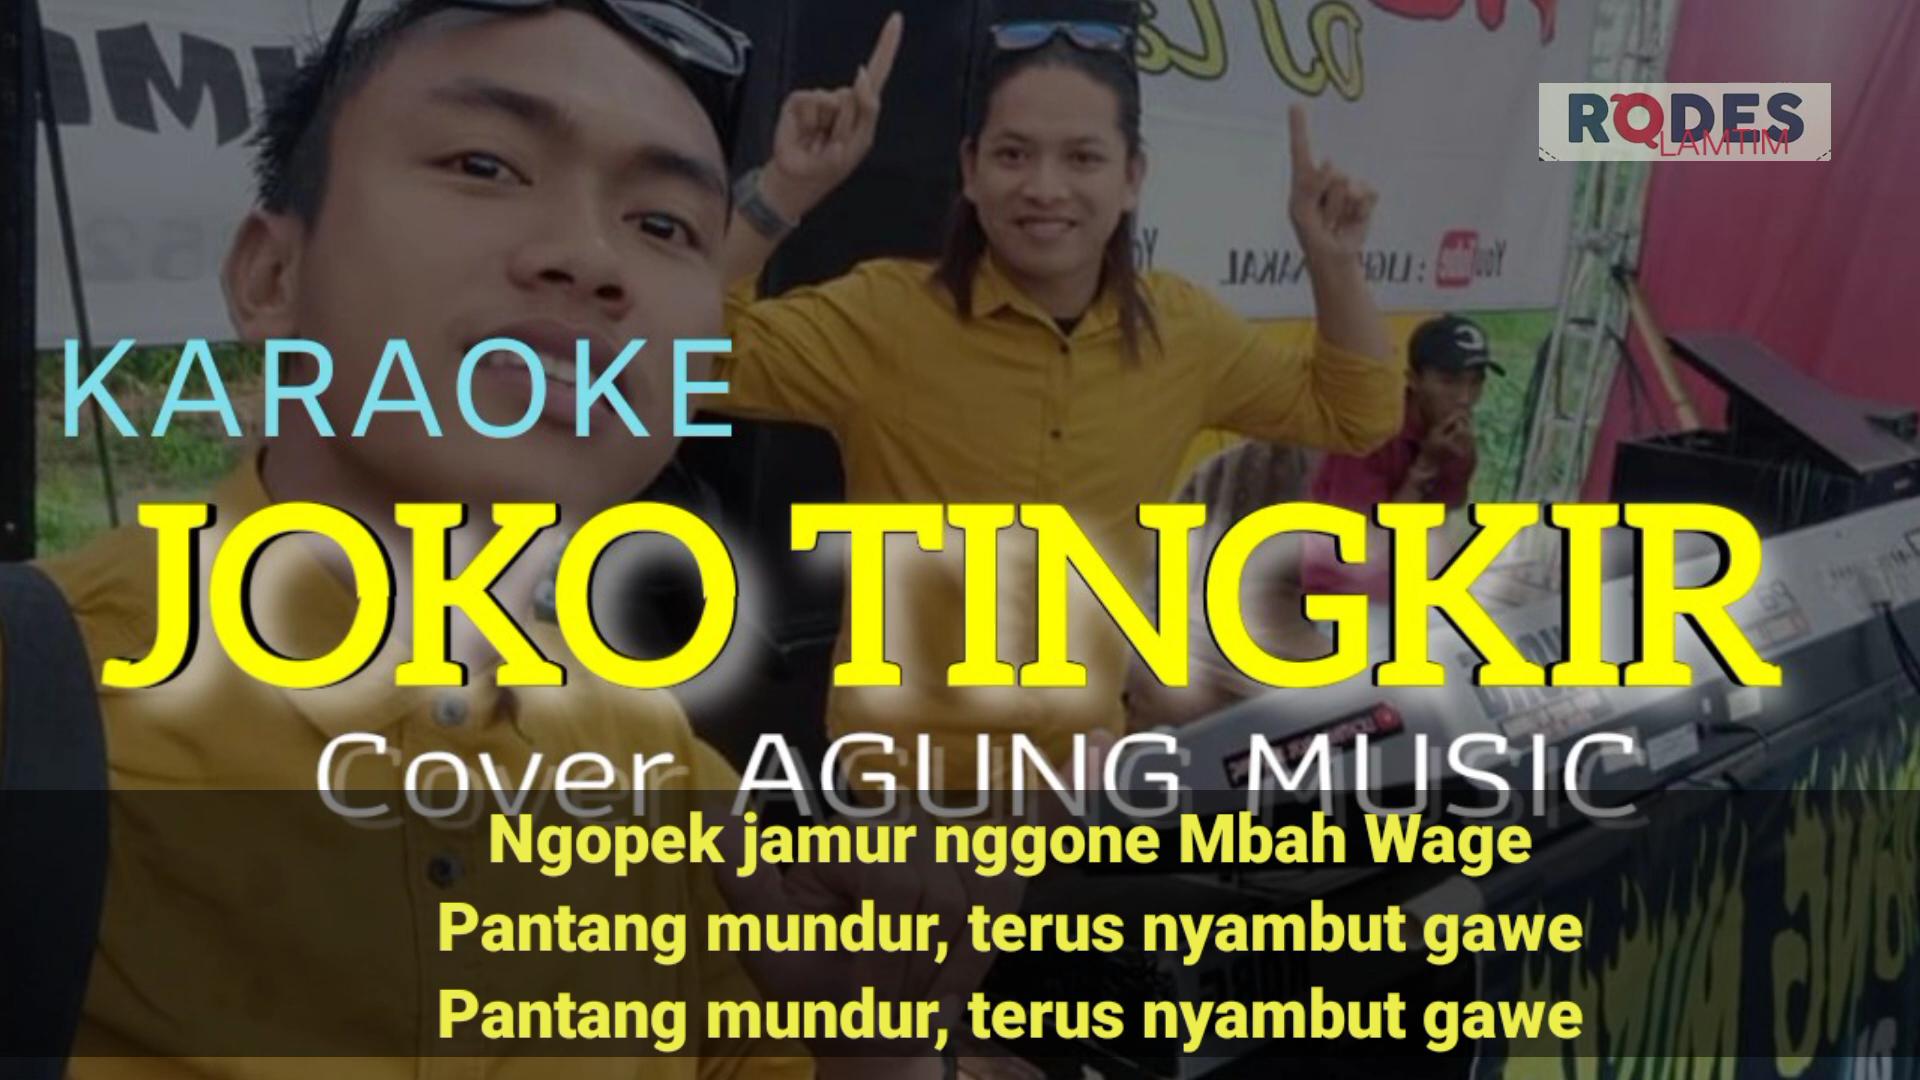 RODES
LAMTIM
KARAOKE
JOKO TINGKIR
Cover AGUNG MUSIC
Ngopek jamur nggone Mbah Wage
Pantang mundur, terus nyambut gawe
Pantang mundur, terus nyambut gawe